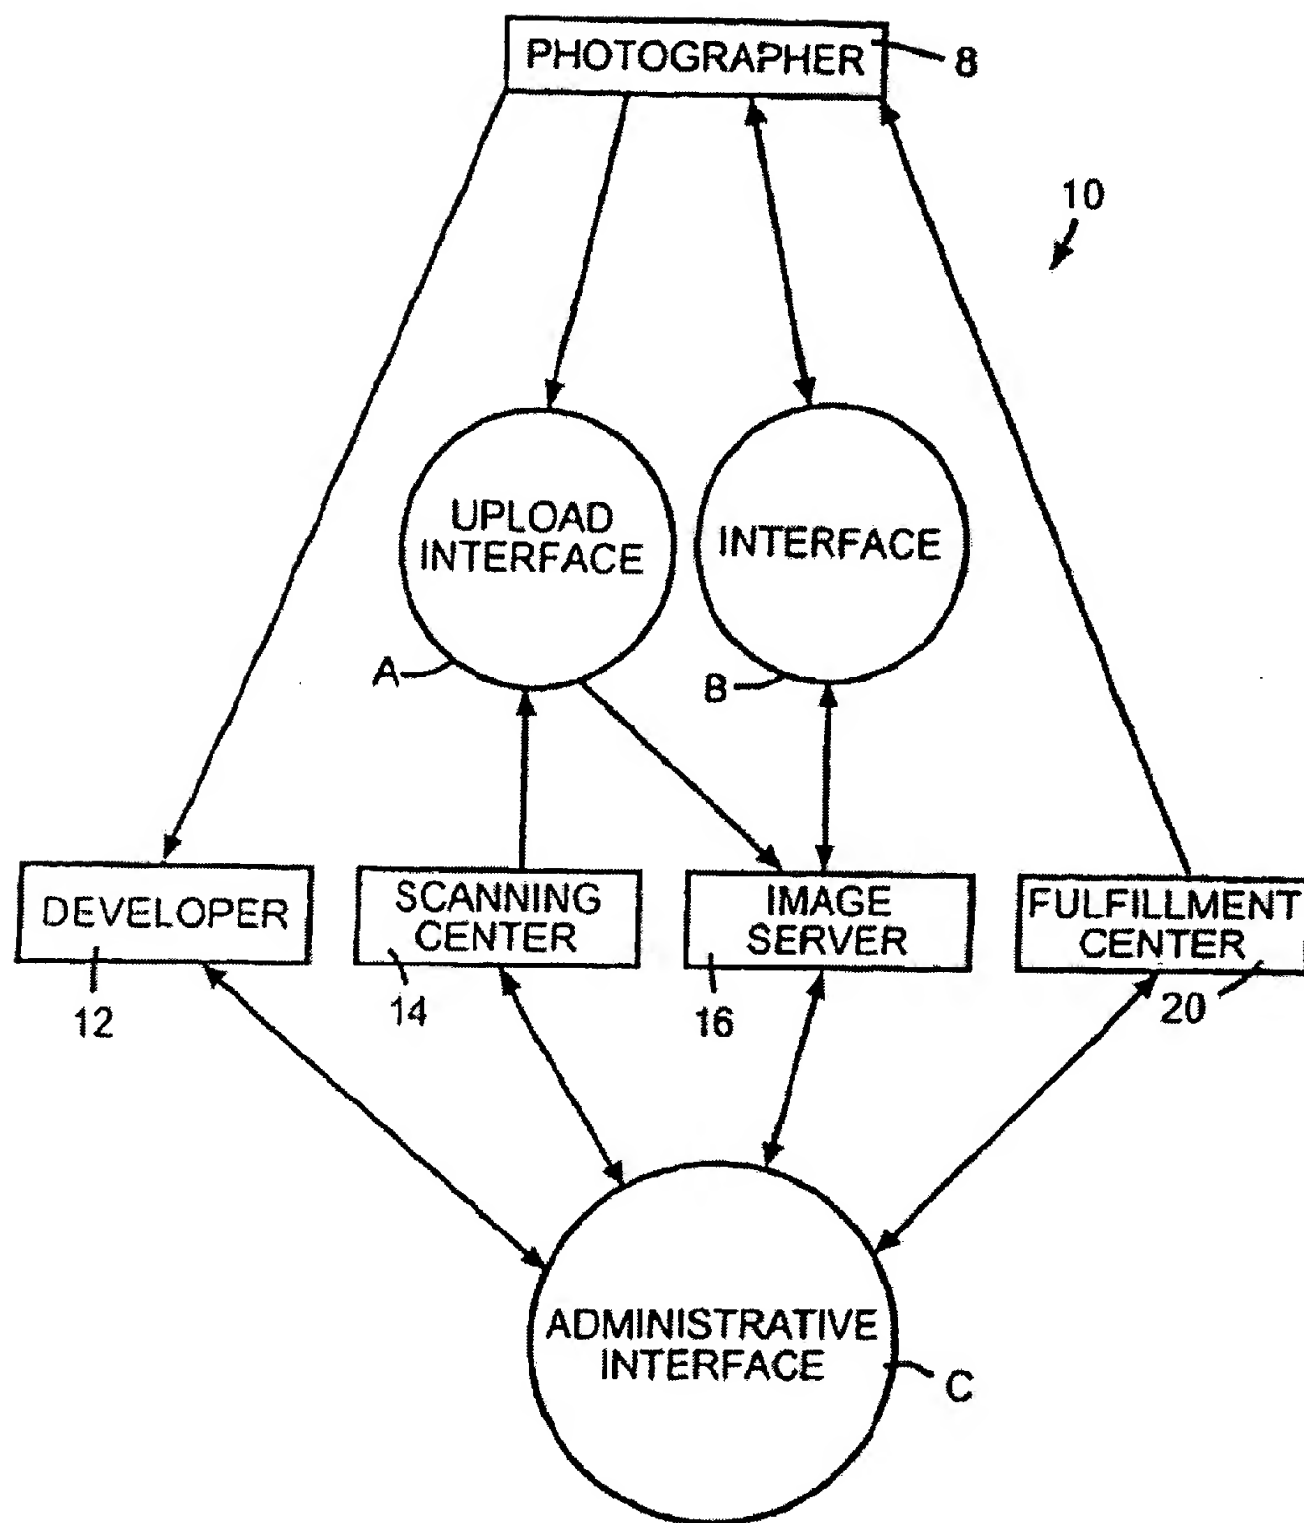 PHOTOGRAPHER
8
10
UPLOAD
INTERFACE
INTERFACE
A
B
DEVELOPER
SCANNING
CENTER
IMAGE
SERVER
FULFILLMENT
CENTER
12
14
16
20
ADMINISTRATIVE
INTERFACE
C